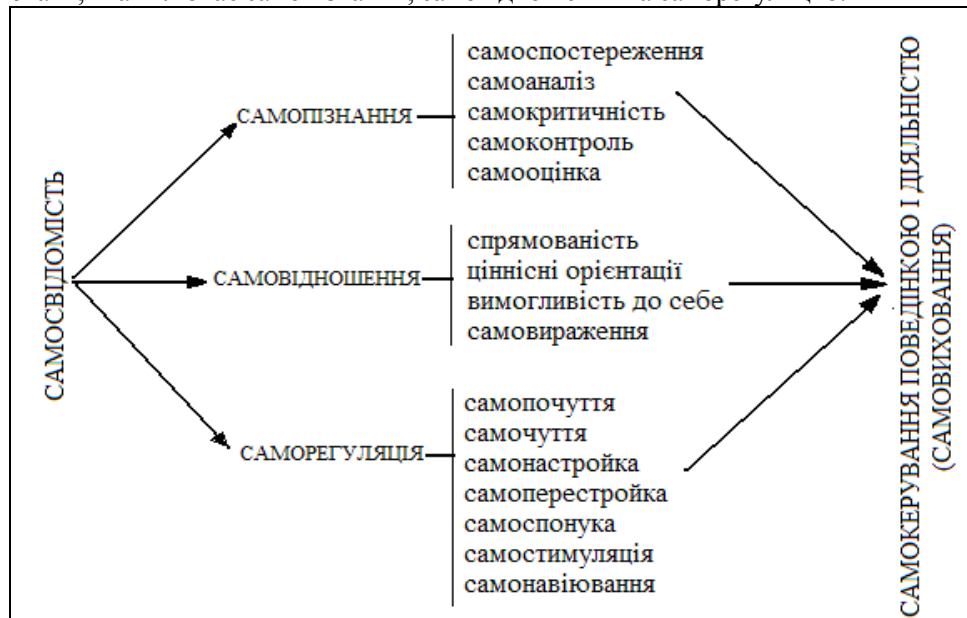 САМОСВІДОМІСТЬ
САМОПІЗНАННЯ
самоспостереження
самоаналіз
самокритичність
самоконтроль
самооцінка
САМОВІДНОШЕННЯ
спрямованість
ціннісні орієнтації
вимогливість до себе
самовираження
САМОРЕГУЛЯЦІЯ
самопочуття
самочуття
самонастройка
самоперестройка
самоспонука
самостимуляція
самонавіювання
САМОКЕРУВАННЯ ПОВЕДІНКОЮ І ДІЯЛЬНІСТЮ
(САМОВИХОВАННЯ)